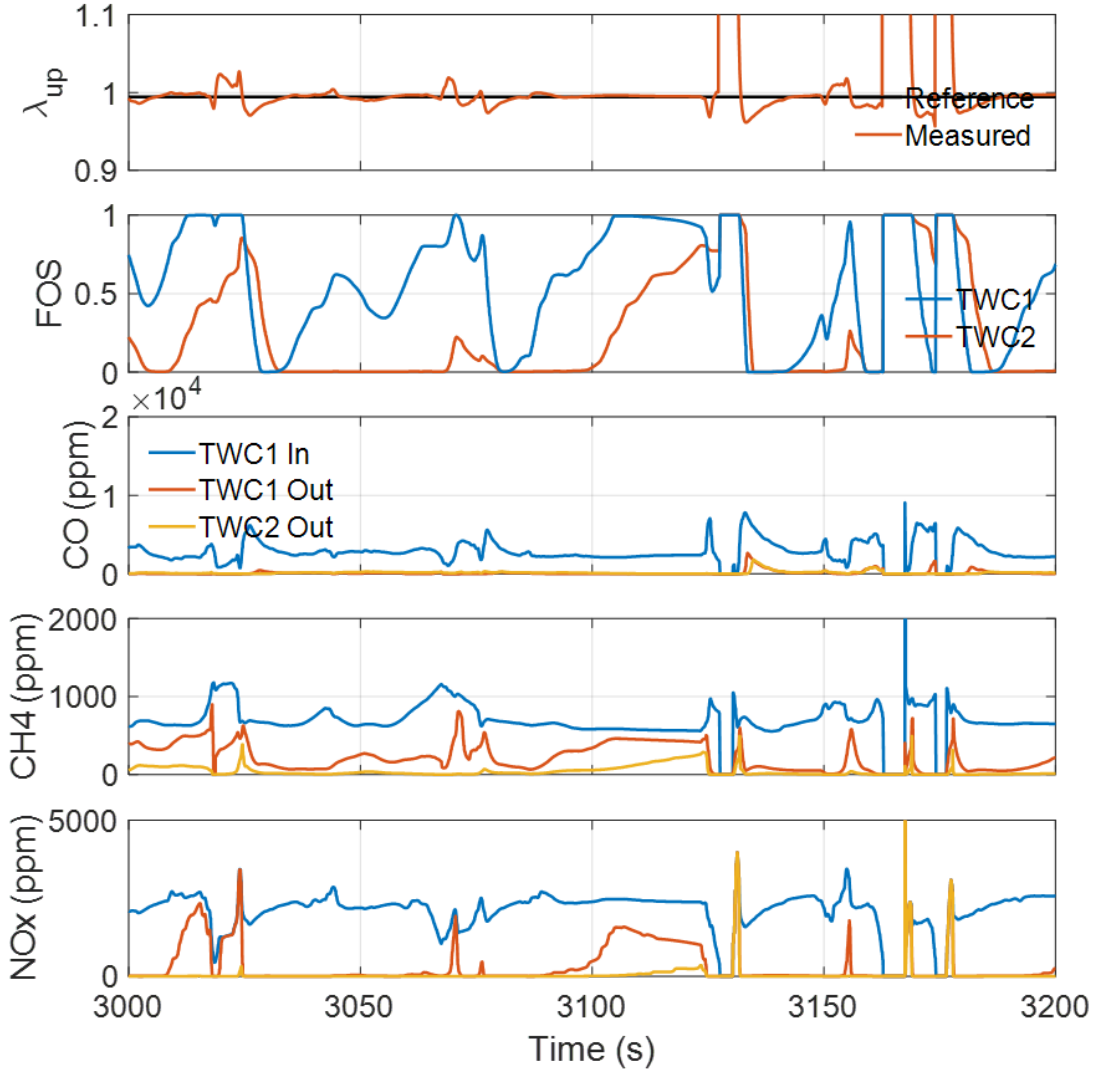 1.1
1
0.9
λup
Reference
Measured
1
0.5
0
FOS
TWC1
TWC2
×10^4
2
1
0
CO (ppm)
TWC1 In
TWC1 Out
TWC2 Out
2000
1000
0
CH4 (ppm)
5000
0
NOx (ppm)
3000 3050 3100 3150 3200
Time (s)